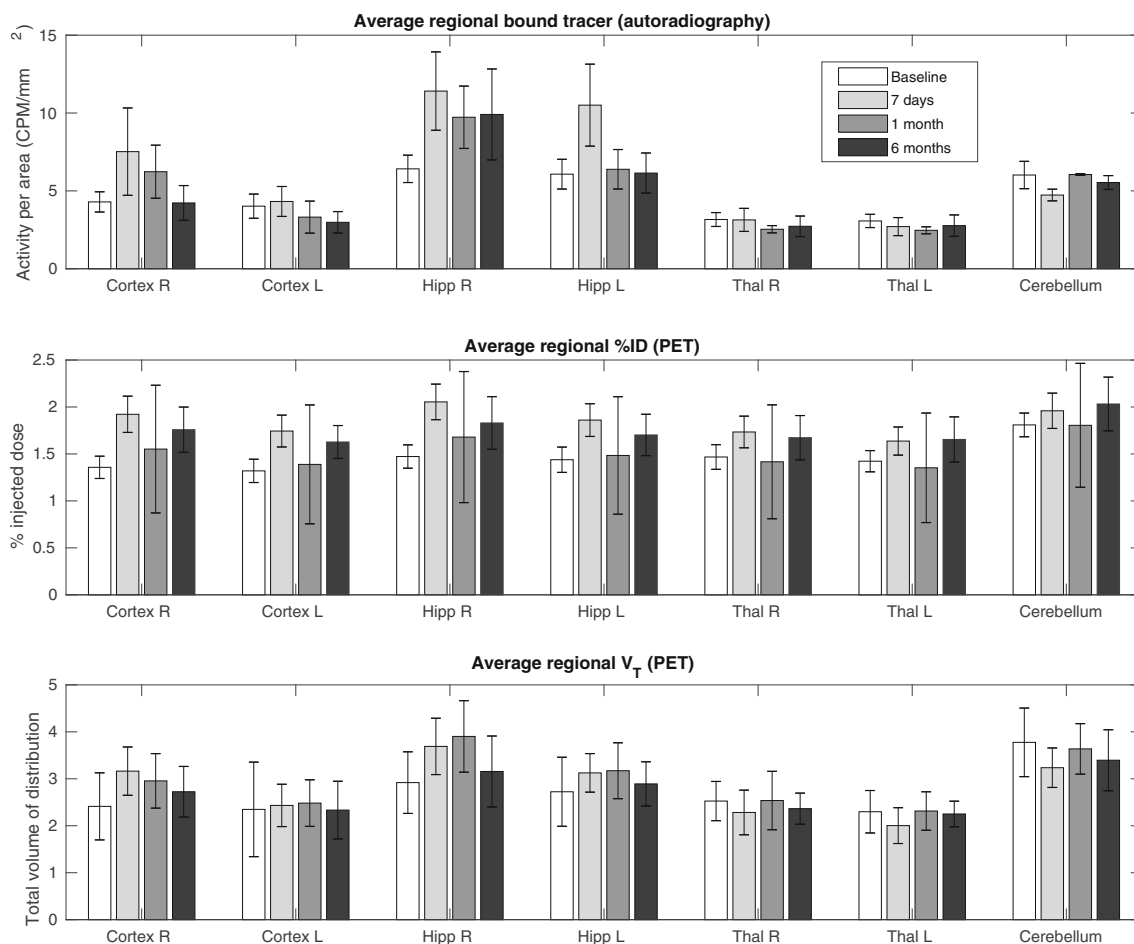 Average regional bound tracer (autoradiography)
Activity per area (CPM/mm2)
15
10
5
0
Baseline
7 days
1 month
6 months
Cortex R Cortex L Hipp R Hipp L Thal R Thal L Cerebellum
Average regional %ID (PET)
% injected dose
2.5
2
1.5
1
0.5
0
Cortex R Cortex L Hipp R Hipp L Thal R Thal L Cerebellum
Average regional VT (PET)
Total volume of distribution
5
4
3
2
1
0
Cortex R Cortex L Hipp R Hipp L Thal R Thal L Cerebellum